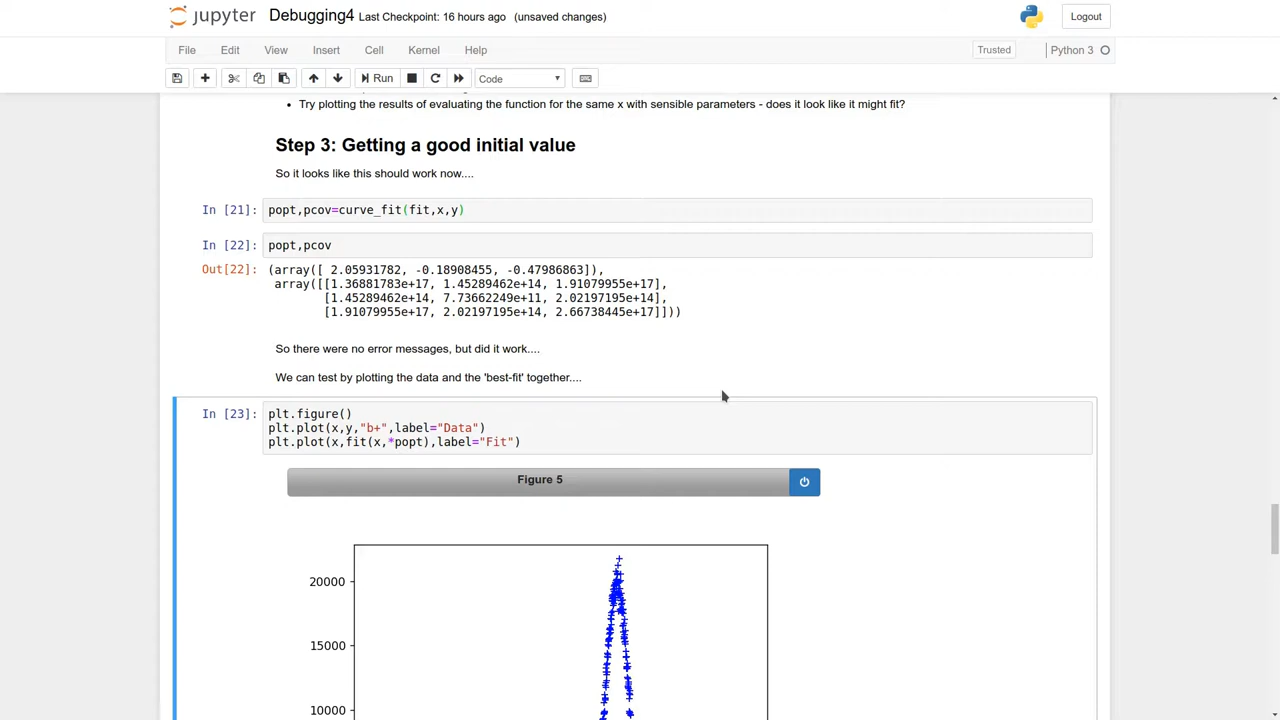 jupyter Debugging4 Last Checkpoint: 16 hours ago (unsaved changes) Logout
File Edit View Insert Cell Kernel Help Trusted Python 3
Run Code
• Try plotting the results of evaluating the function for the same x with sensible parameters - does it look like it might fit?
Step 3: Getting a good initial value
So it looks like this should work now....
In [21]: popt,pcov=curve_fit(fit,x,y)
In [22]: popt,pcov
Out[22]: (array([ 2.05931782, -0.18908455, -0.47986863]),
array([[1.36881783e+17, 1.45289462e+14, 1.91079955e+17],
[1.45289462e+14, 7.73662249e+11, 2.02197195e+14],
[1.91079955e+17, 2.02197195e+14, 2.66738445e+17]]))
So there were no error messages, but did it work....
We can test by plotting the data and the 'best-fit' together....
In [23]: plt.figure()
plt.plot(x,y,"b+",label="Data")
plt.plot(x,fit(x,*popt),label="Fit")
Figure 5
20000
15000
10000